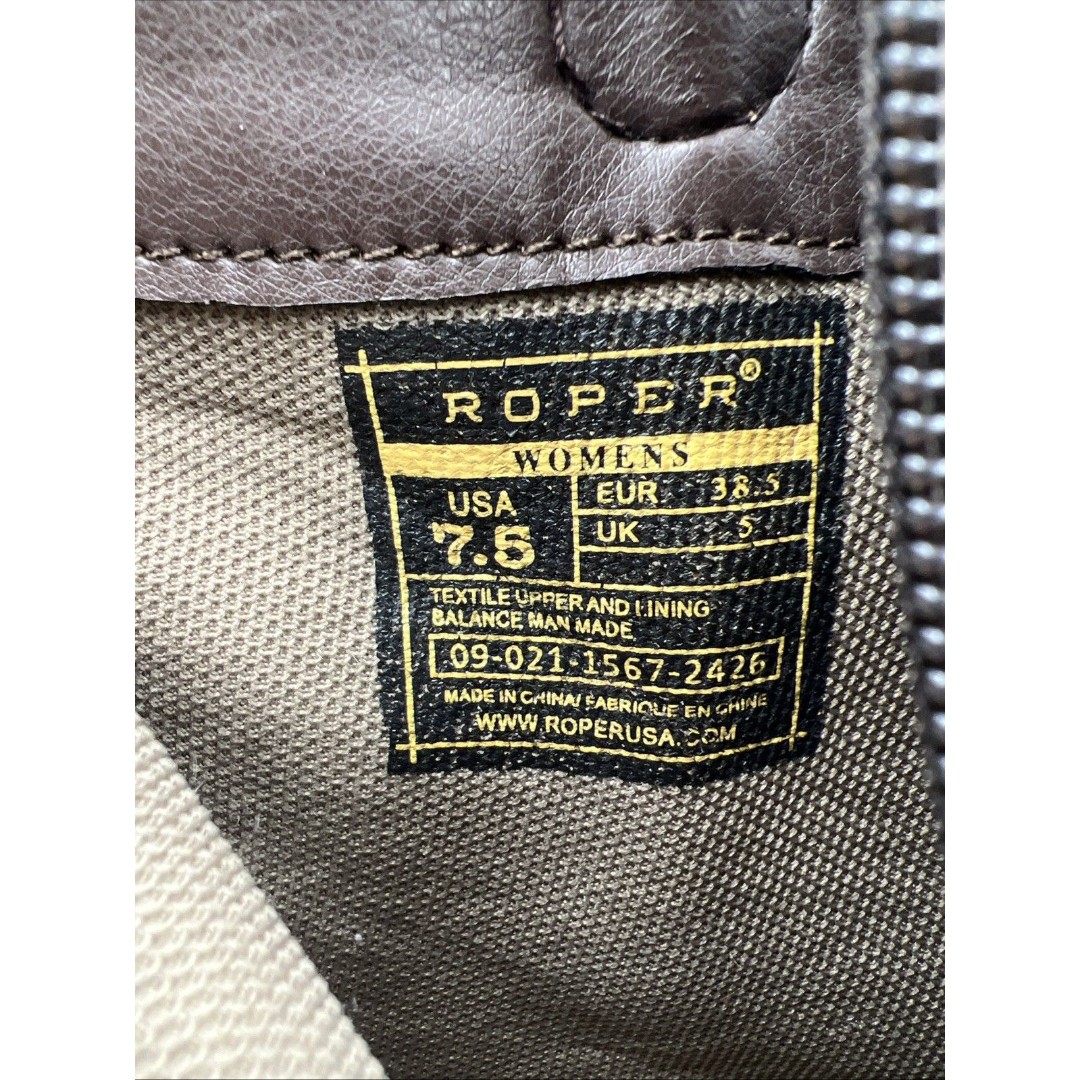 ROPER®
WOMENS
USA
7.5
EUR 38.5
UK 5
TEXTILE UPPER AND LINING
BALANCE MAN MADE
09-021-1567-2426
MADE IN CHINA/ FABRIQUE EN CHINE
WWW.ROPERUSA.COM